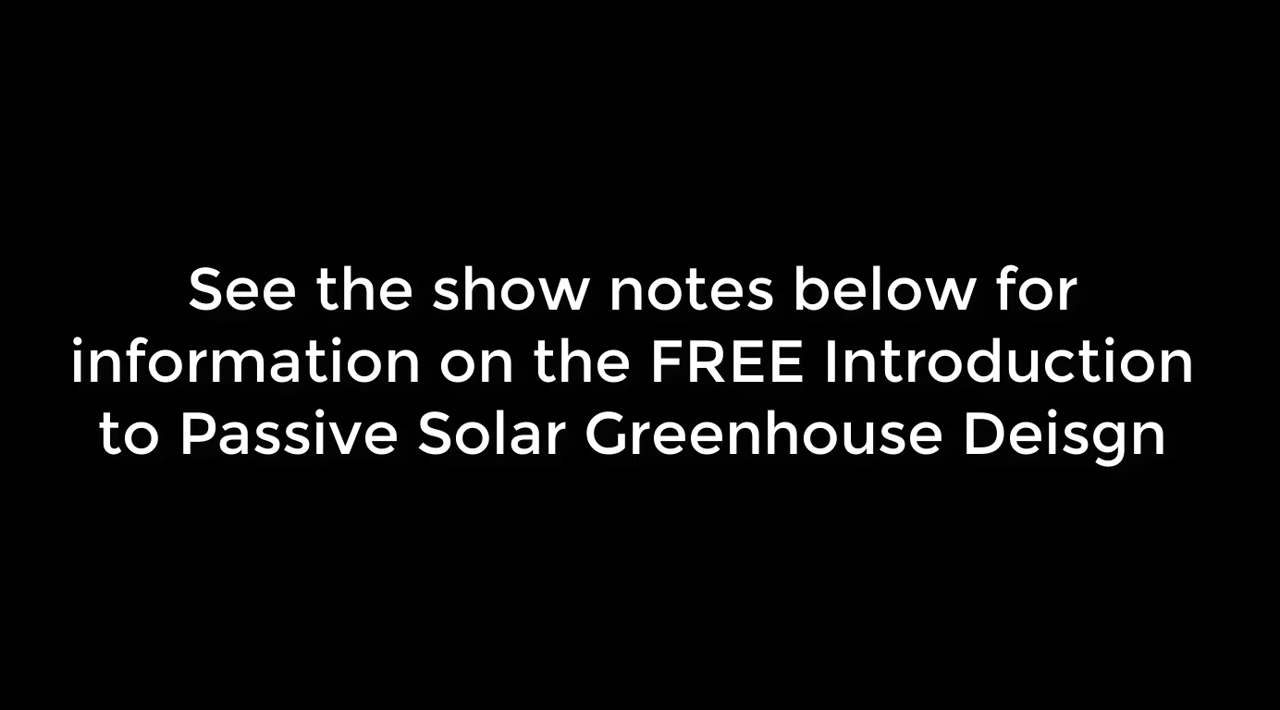 See the show notes below for
information on the FREE Introduction
to Passive Solar Greenhouse Deisgn